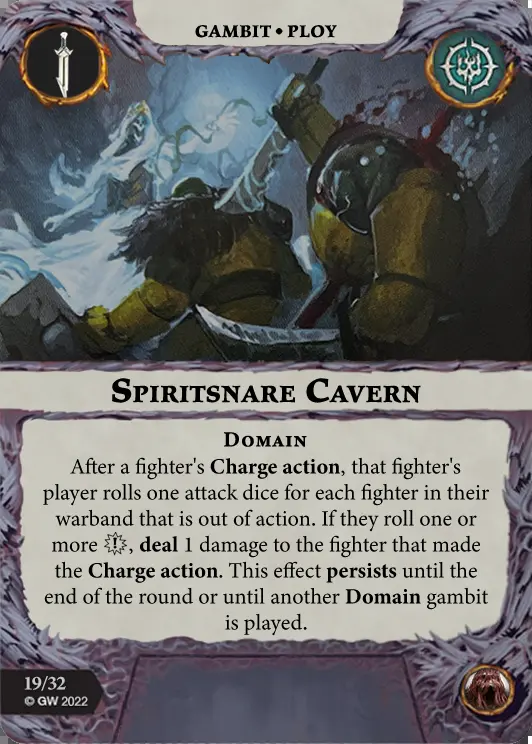 GAMBIT • PLOY
SPIRITSNARE CAVERN
DOMAIN
After a fighter's Charge action, that fighter's
player rolls one attack dice for each fighter in their
warband that is out of action. If they roll one or
more , deal 1 damage to the fighter that made
the Charge action. This effect persists until the
end of the round or until another Domain gambit
is played.
19/32
© GW 2022